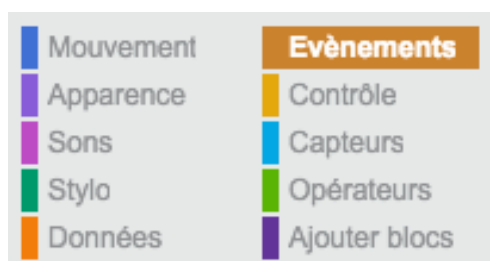 Mouvement
Apparence
Sons
Stylo
Données
Evènements
Contrôle
Capteurs
Opérateurs
Ajouter blocs